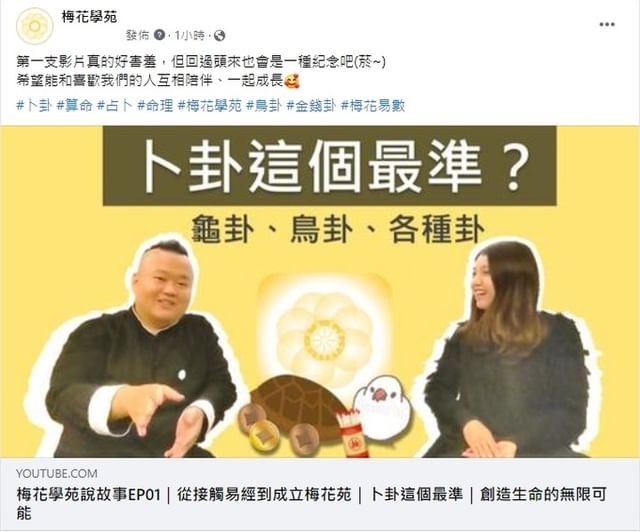 梅花學苑
發佈 · 1小時 ·
第一支影片真的好害羞，但回過頭來也會是一種紀念吧(菸~)
希望能和喜歡我們的人互相陪伴、一起成長🥰
#卜卦 #算命 #占卜 #命理 #梅花學苑 #鳥卦 #金錢卦 #梅花易數
卜卦這個最準？
龜卦、鳥卦、各種卦
YOUTUBE.COM
梅花學苑說故事EP01｜從接觸易經到成立梅花苑｜卜卦這個最準｜創造生命的無限可
能